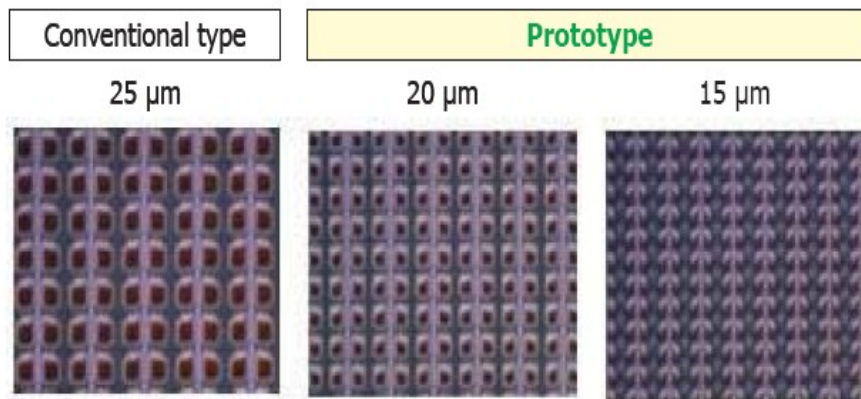 Conventional type
Prototype
25 μm
20 μm
15 μm